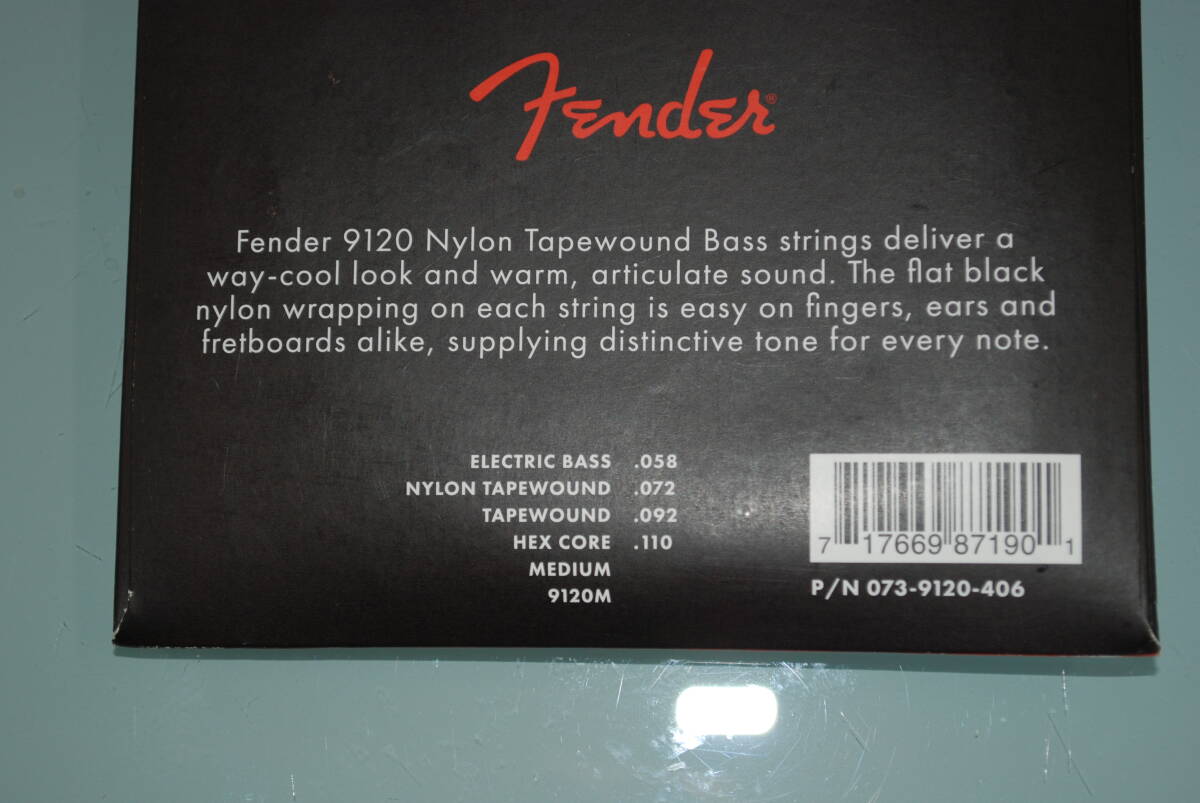 Fender®
Fender 9120 Nylon Tapewound Bass strings deliver a
way-cool look and warm, articulate sound. The flat black
nylon wrapping on each string is easy on fingers, ears and
fretboards alike, supplying distinctive tone for every note.
ELECTRIC BASS .058
NYLON TAPEWOUND .072
TAPEWOUND .092
HEX CORE .110
MEDIUM
9120M
7 17669 87190 1
P/N 073-9120-406